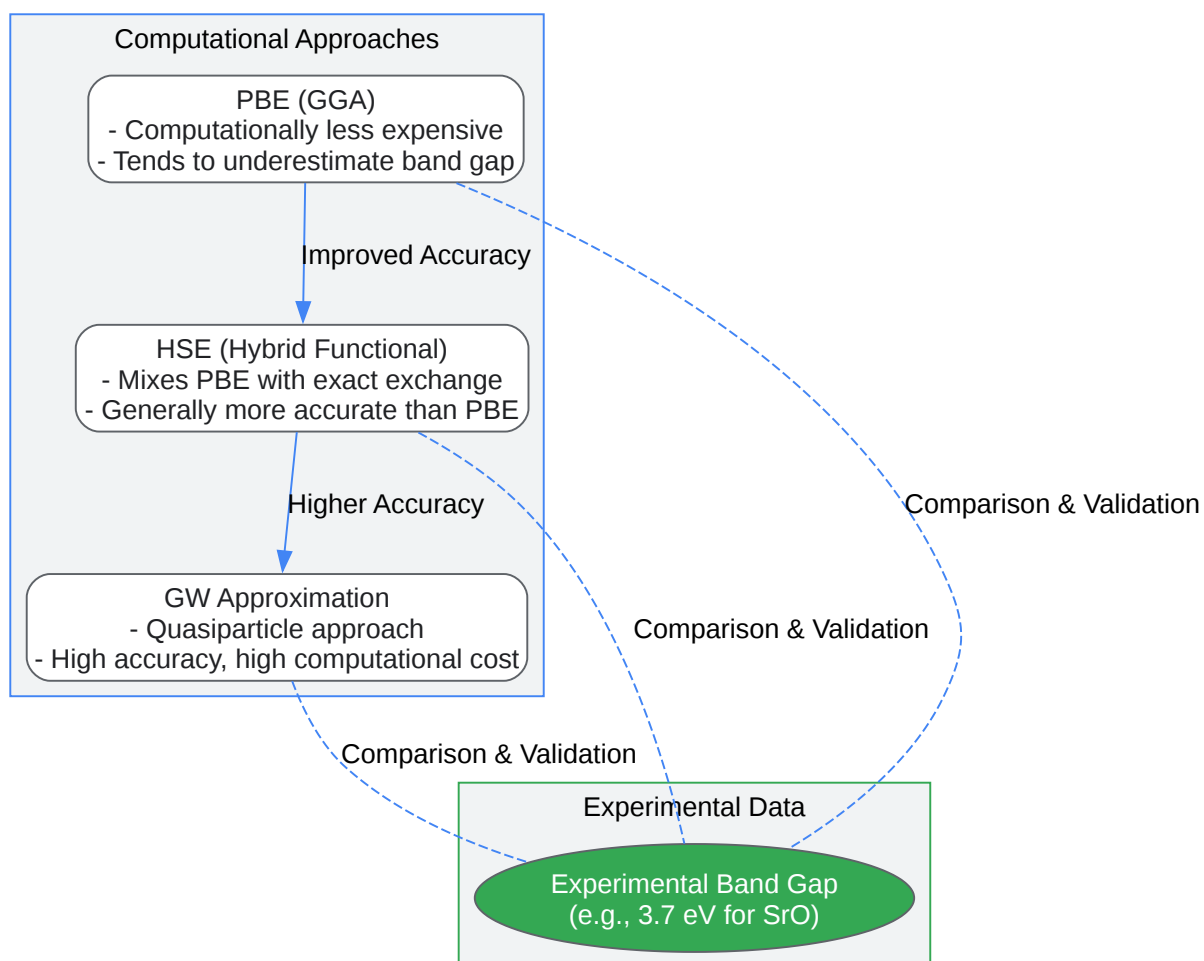 Computational Approaches
PBE (GGA)
- Computationally less expensive
- Tends to underestimate band gap
Improved Accuracy
HSE (Hybrid Functional)
- Mixes PBE with exact exchange
- Generally more accurate than PBE
Higher Accuracy
Comparison & Validation
GW Approximation
- Quasiparticle approach
- High accuracy, high computational cost
Comparison & Validation
Comparison & Validation
Experimental Data
Experimental Band Gap
(e.g., 3.7 eV for SrO)